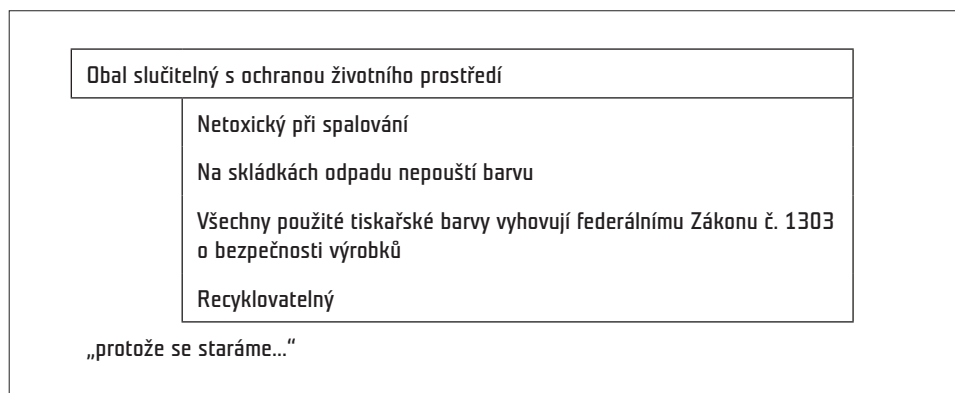 Obal slučitelný s ochranou životního prostředí
Netoxický při spalování
Na skládkách odpadu nepouští barvu
Všechny použité tiskařské barvy vyhovují federálnímu Zákonu č. 1303
o bezpečnosti výrobků
Recyklovatelný
„protože se staráme...“